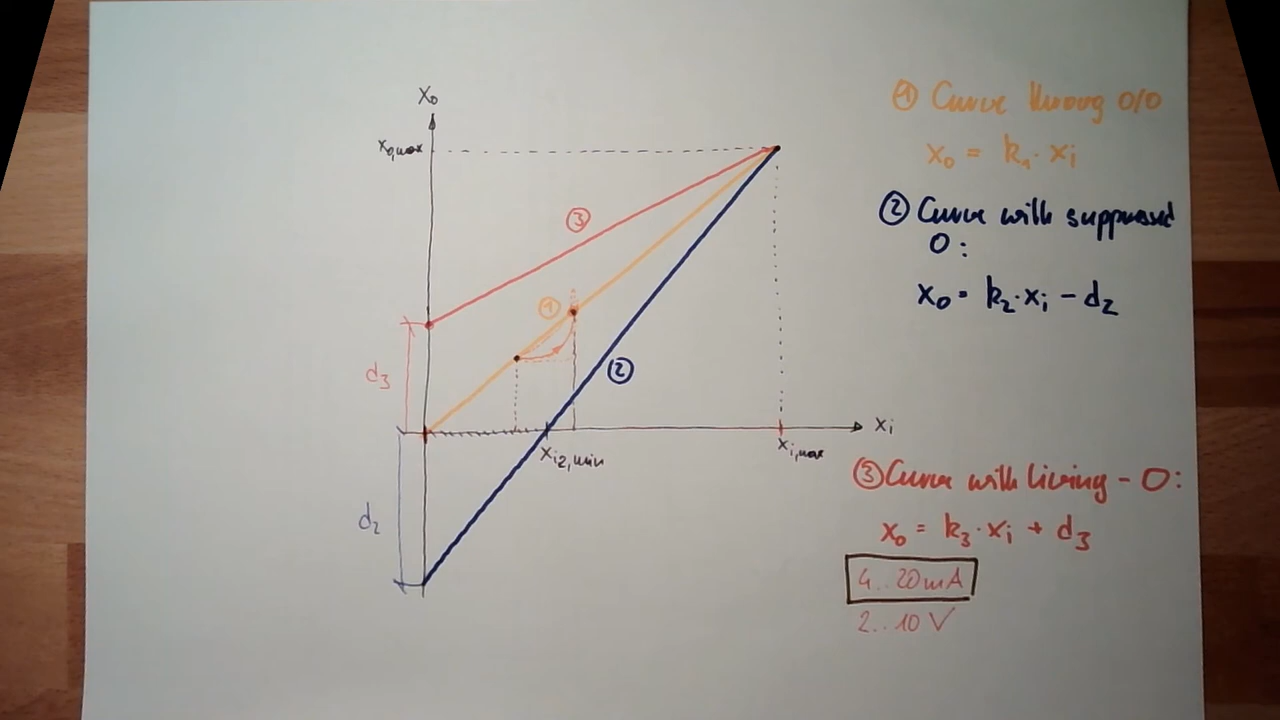 x₀
x₀,max
③
①
②
d₃
d₂
xᵢ
xᵢ₂,min
xᵢ,max
① Curve throug 0/0
x₀ = k₁·xᵢ
② Curve with suppressed
0:
x₀ = k₂·xᵢ − d₂
③ Curve with living - 0:
x₀ = k₃·xᵢ + d₃
4..20mA
2..10 V